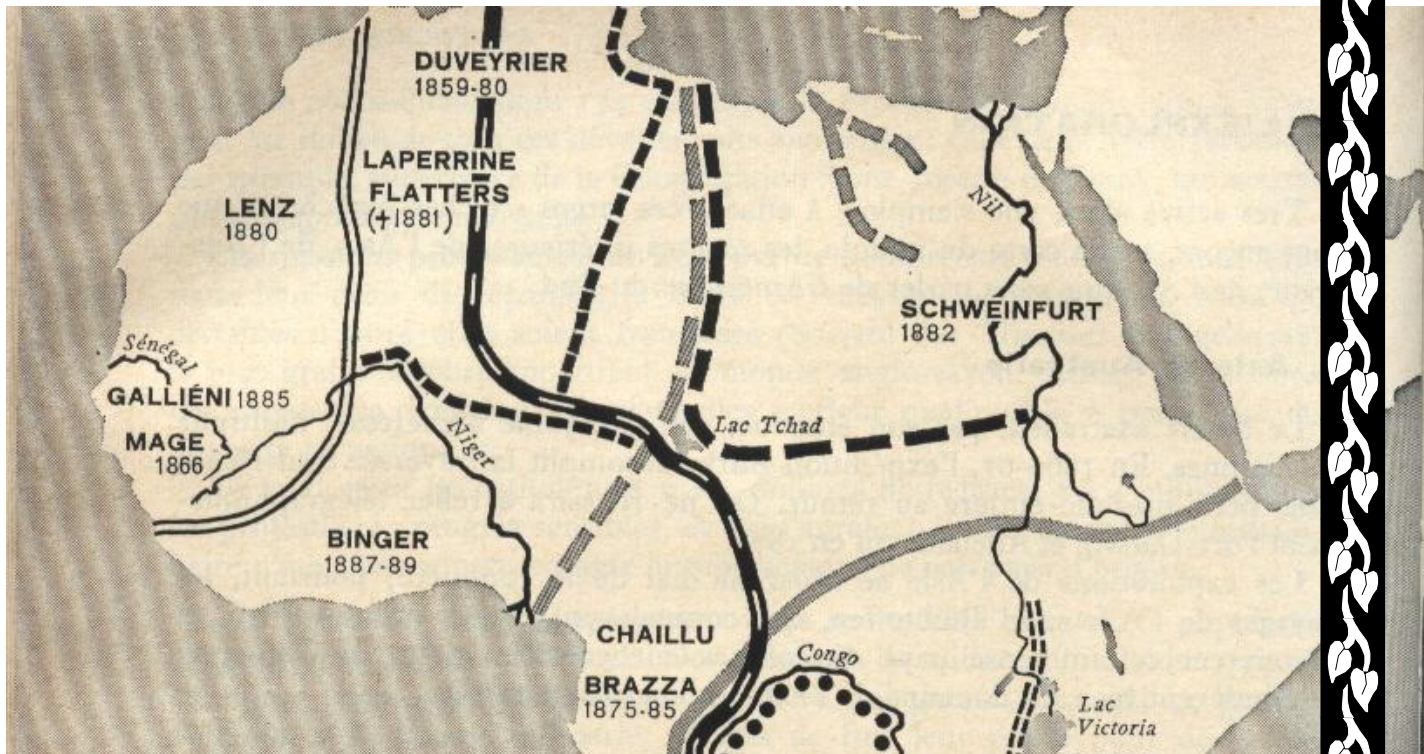 DUVEYRIER
1859-80
LAPERRINE
FLATTERS
(+1881)
LENZ
1880
Nil
SCHWEINFURT
1882
Sénégal
GALLIÉNI 1885
MAGE
1866
Niger
Lac Tchad
BINGER
1887-89
CHAILLU
BRAZZA
1875-85
Congo
Lac
Victoria